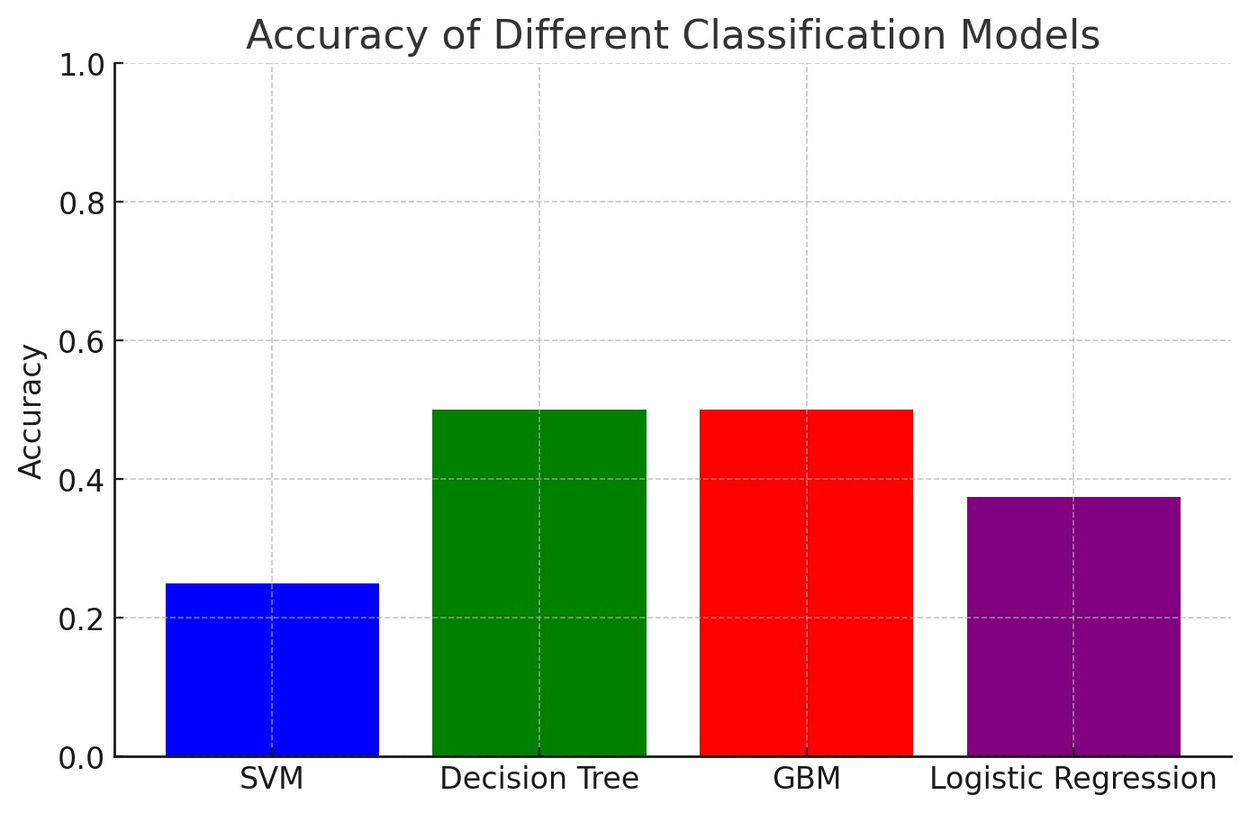 Accuracy of Different Classification Models
1.0
0.8
0.6
0.4
0.2
0.0
Accuracy
SVM Decision Tree GBM Logistic Regression